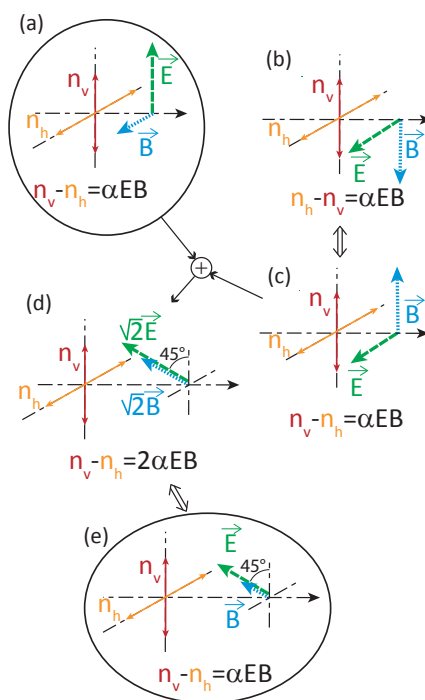 (a)
n_v
E⃗
n_h
B⃗
n_v-n_h=αEB
(b)
n_v
n_h
E⃗
B⃗
n_h-n_v=αEB
+
(c)
n_v
B⃗
n_h
E⃗
n_v-n_h=αEB
(d)
√2E⃗
45°
n_v
n_h
√2B⃗
n_v-n_h=2αEB
(e)
E⃗
45°
n_v
n_h
B⃗
n_v-n_h=αEB